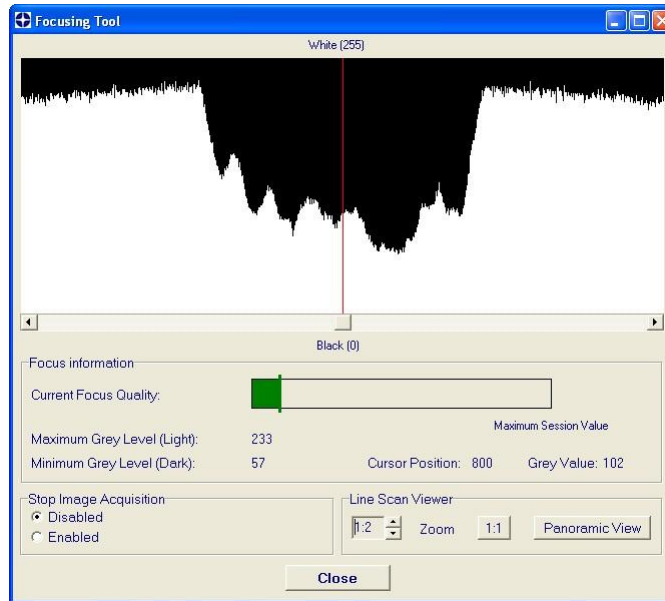 Focusing Tool
White (255)
Black (0)
Focus information
Current Focus Quality:
Maximum Session Value
Maximum Grey Level (Light): 233
Minimum Grey Level (Dark): 57 Cursor Position: 800 Grey Value: 102
Stop Image Acquisition
Disabled
Enabled
Line Scan Viewer
1:2 Zoom 1:1 Panoramic View
Close